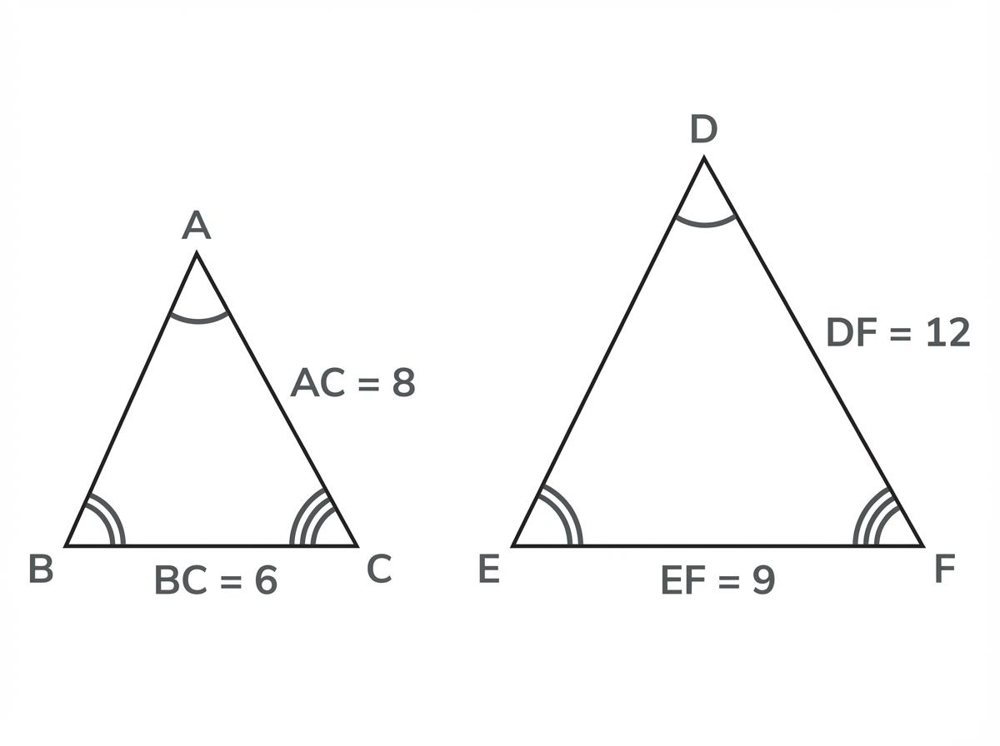 A
AC = 8
B
C
BC = 6
D
DF = 12
E
F
EF = 9